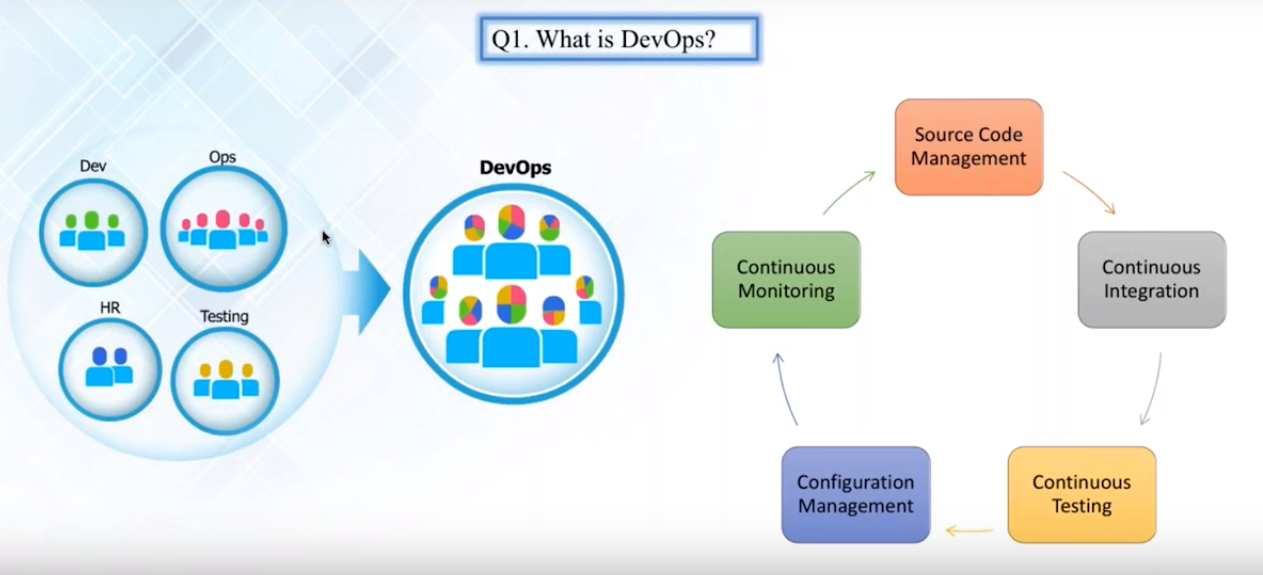 Q1. What is DevOps?
Dev
Ops
HR
Testing
DevOps
Source Code
Management
Continuous
Integration
Continuous
Testing
Configuration
Management
Continuous
Monitoring